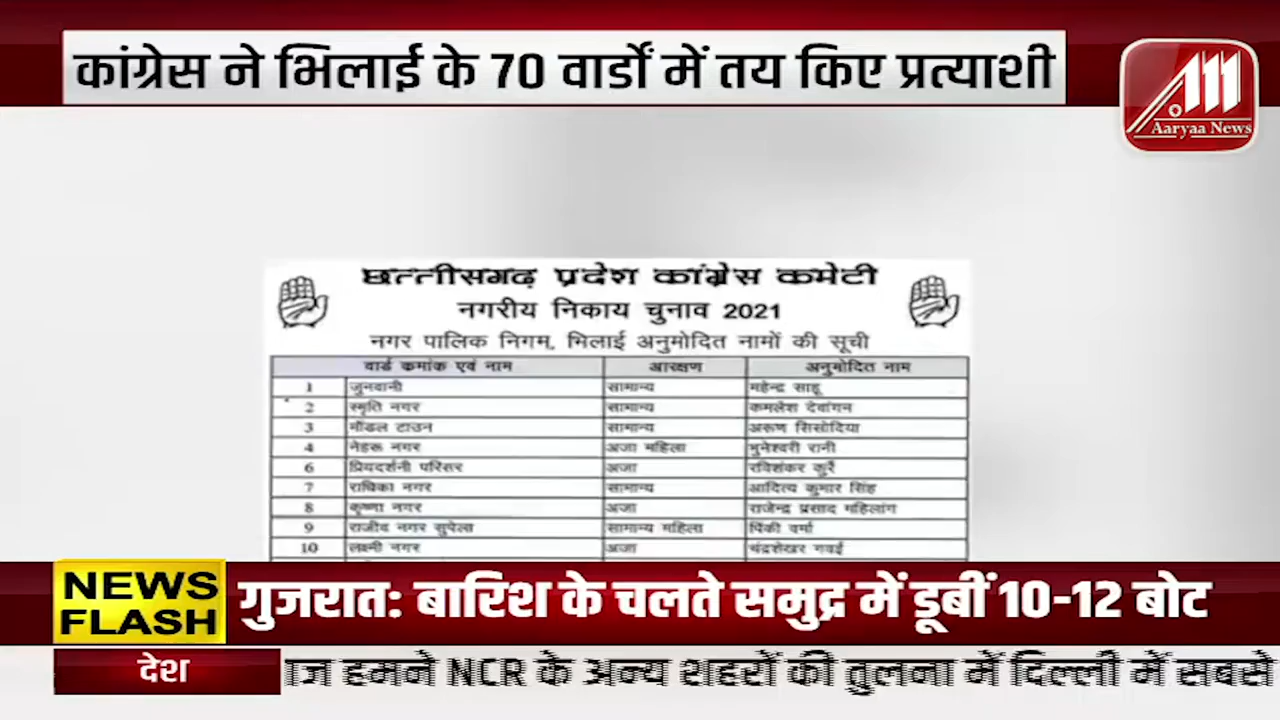 कांग्रेस ने भिलाई के 70 वार्डों में तय किए प्रत्याशी
Aaryaa News
छत्तीसगढ़ प्रदेश कांग्रेस कमेटी
नगरीय निकाय चुनाव 2021
नगर पालिक निगम, भिलाई अनुमोदित नामों की सूची
वार्ड कमांक एवं नाम आरक्षण अनुमोदित नाम
1 जुनवानी सामान्य महेन्द्र साहू
2 स्मृति नगर सामान्य कमलेश देवांगन
3 मॉडल टाउन सामान्य अरूण सिसोदिया
4 नेहरू नगर अजा महिला भुनेश्वरी रानी
6 प्रियदर्शनी परिसर अजा रविशंकर कुर्रे
7 राधिका नगर सामान्य आदित्य कुमार सिंह
8 कृष्णा नगर अजा राजेन्द्र प्रसाद महिलांग
9 राजीव नगर सुपेला सामान्य महिला पिंकी वर्मा
10 लक्ष्मी नगर अजा चंद्रशेखर गवई
NEWS FLASH गुजरात: बारिश के चलते समुद्र में डूबीं 10-12 बोट
देश ाज हमने NCR के अन्य शहरों की तुलना में दिल्ली में सबसे